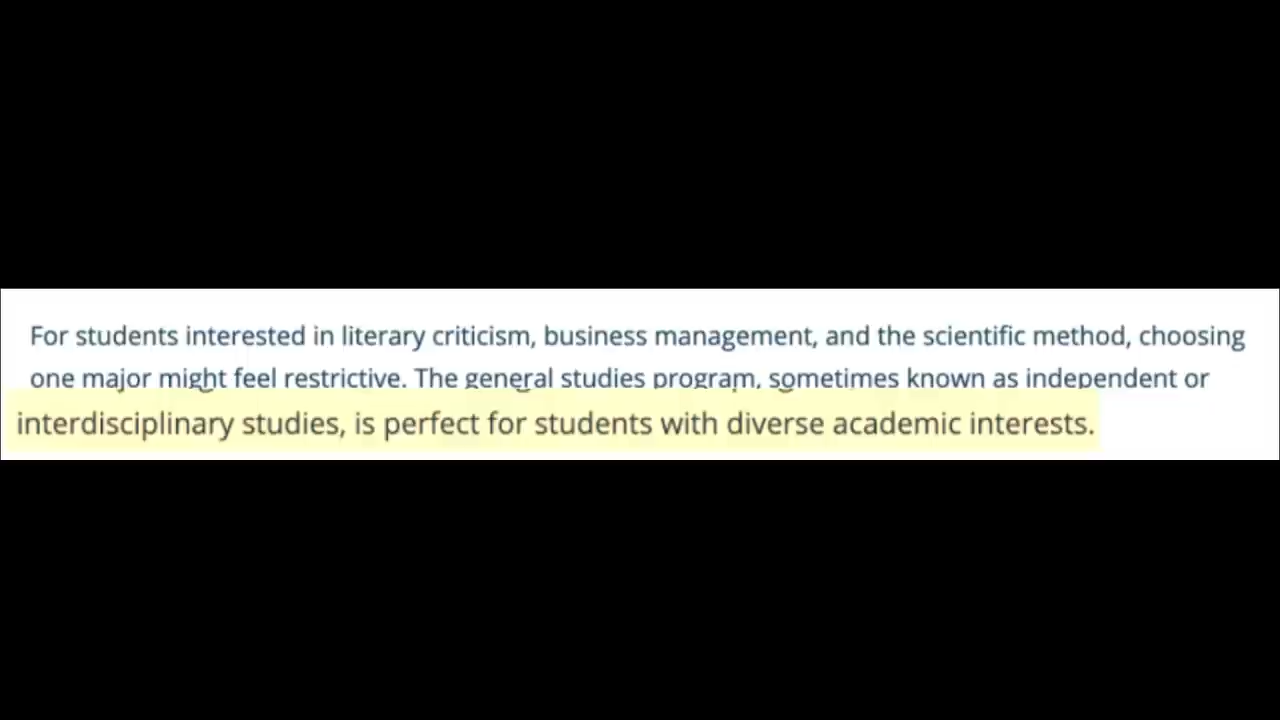 For students interested in literary criticism, business management, and the scientific method, choosing
one major might feel restrictive. The general studies program, sometimes known as independent or
interdisciplinary studies, is perfect for students with diverse academic interests.